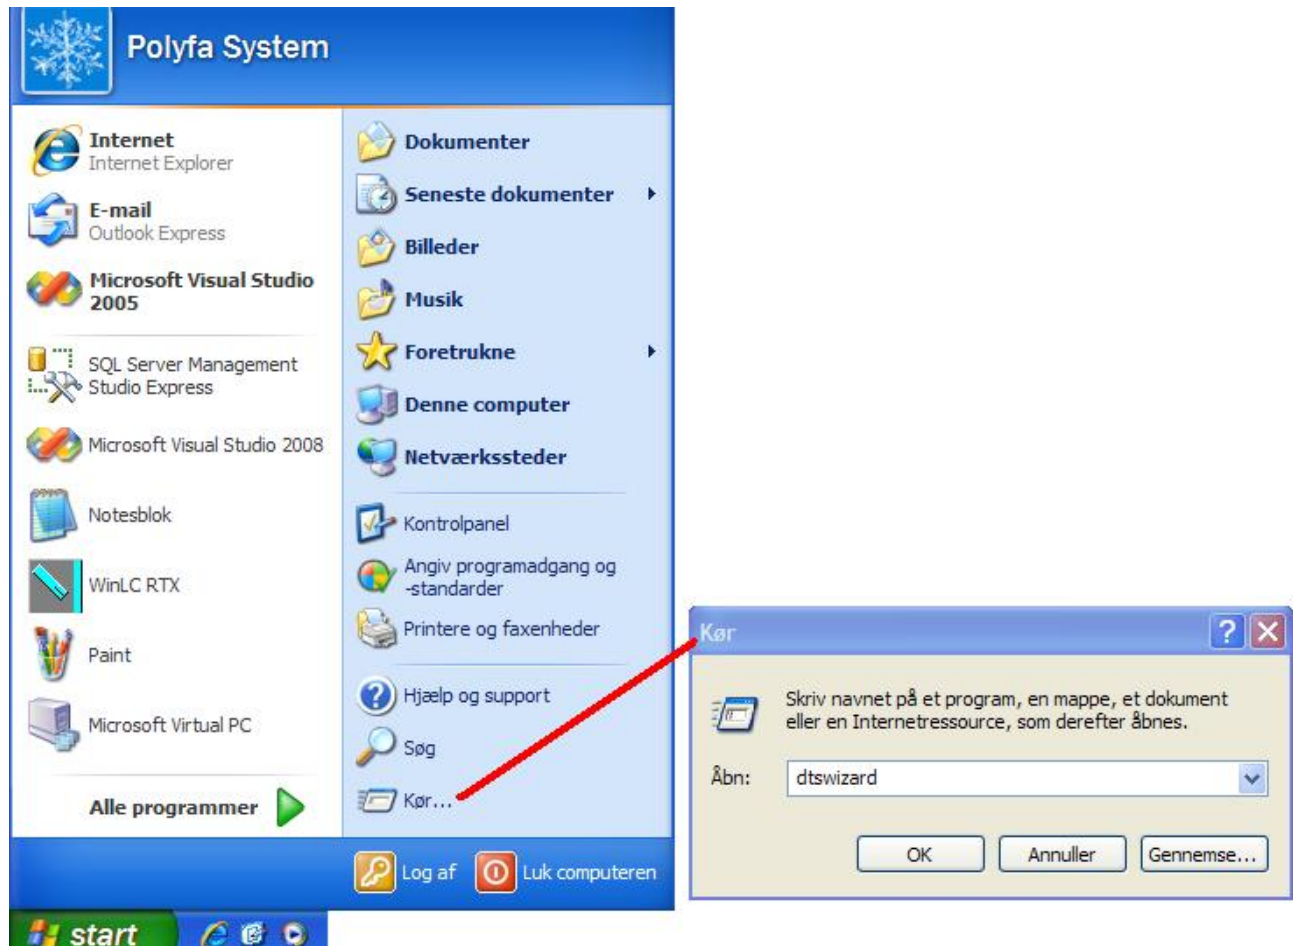 Polyfa System
Internet
Internet Explorer
E-mail
Outlook Express
Microsoft Visual Studio
2005
SQL Server Management
Studio Express
Microsoft Visual Studio 2008
Notesblok
WinLC RTX
Paint
Microsoft Virtual PC
Alle programmer
Dokumenter
Seneste dokumenter
Billeder
Musik
Foretrukne
Denne computer
Netværkssteder
Kontrolpanel
Angiv programadgang og
-standarder
Printere og faxenheder
Hjælp og support
Søg
Kør...
Log af
Luk computeren
start
Kør
Skriv navnet på et program, en mappe, et dokument
eller en Internetressource, som derefter åbnes.
Åbn:
dtswizard
OK
Annuller
Gennemse...